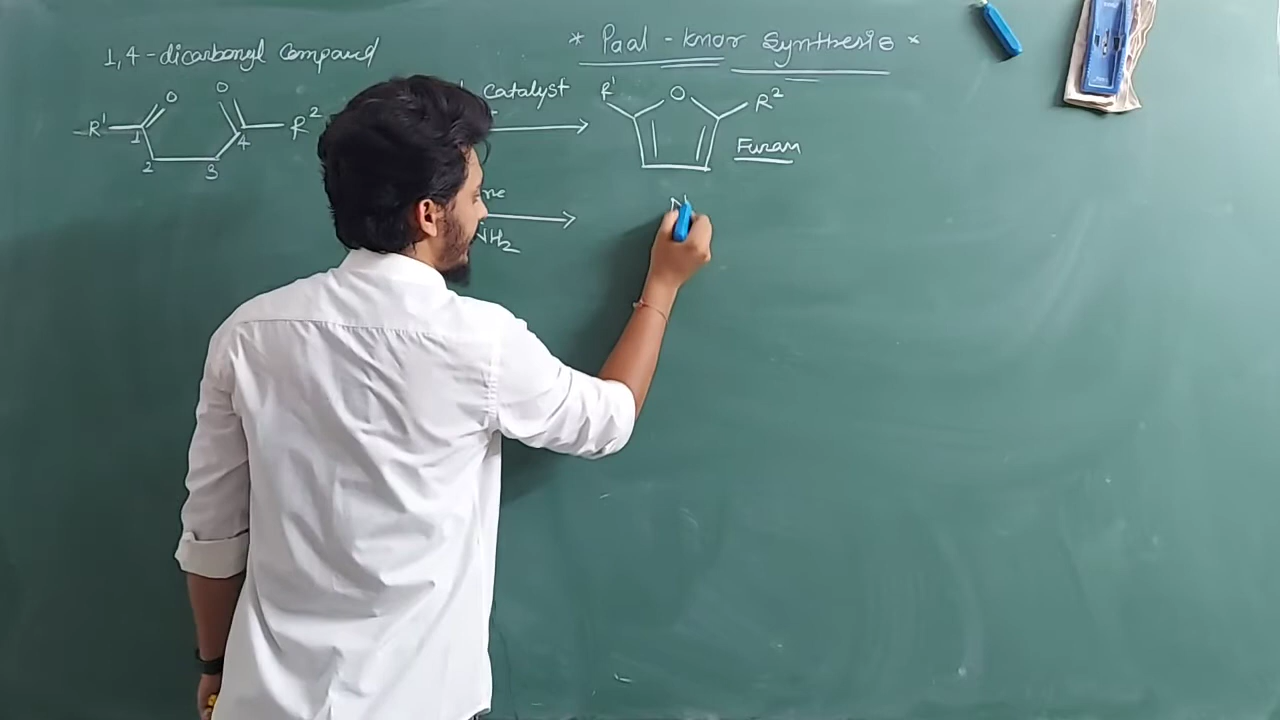 * Paal - Knor Synthesis *
1,4-dicarbonyl Compound
Catalyst
R¹ O O R²
1 2 3 4
R¹ O R²
Furan
NH₂
N